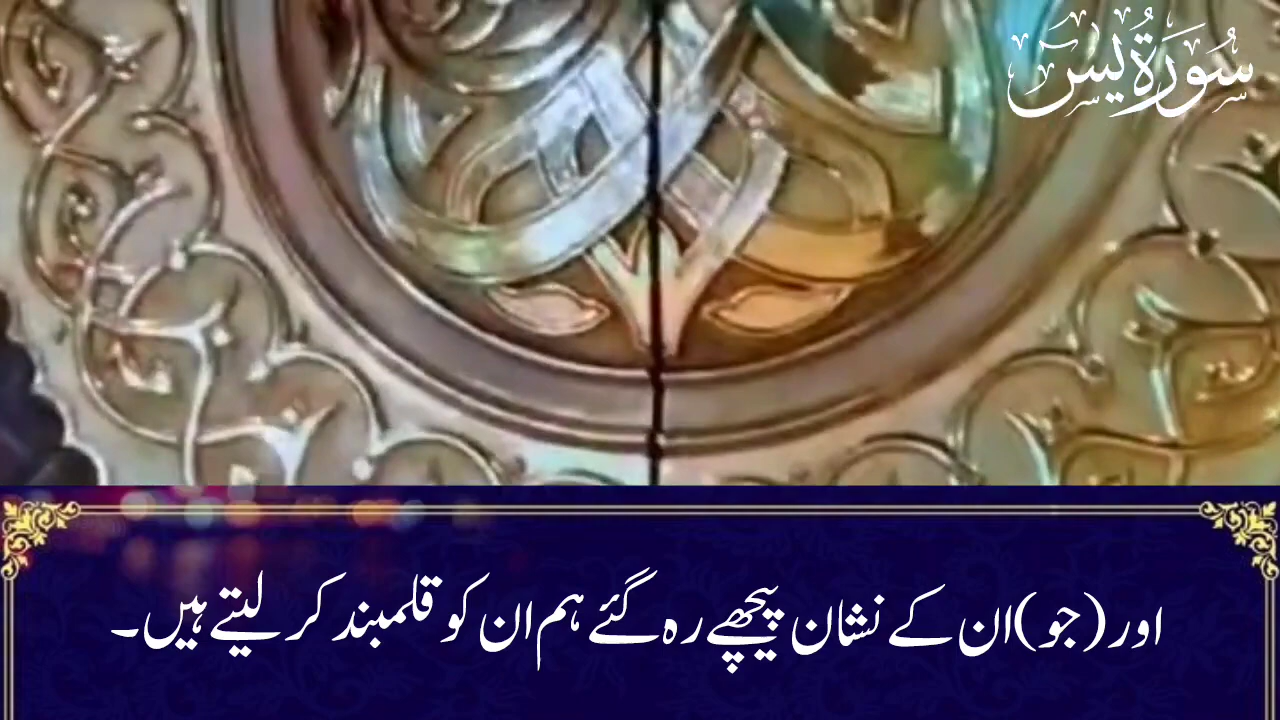 سُورَةُ يٰسٓ
اور (جو) ان کے نشان پیچھے رہ گئے ہم ان کو قلمبند کر لیتے ہیں۔